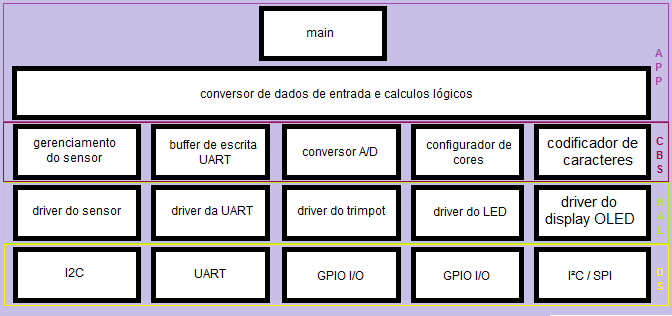 main
APP
conversor de dados de entrada e calculos lógicos
gerenciamento
do sensor
buffer de escrita
UART
conversor A/D
configurador de
cores
codificador de
caracteres
CBS
driver do sensor
driver da UART
driver do trimpot
driver do LED
driver do
display OLED
HAL
I2C
UART
GPIO I/O
GPIO I/O
I²C / SPI
DS